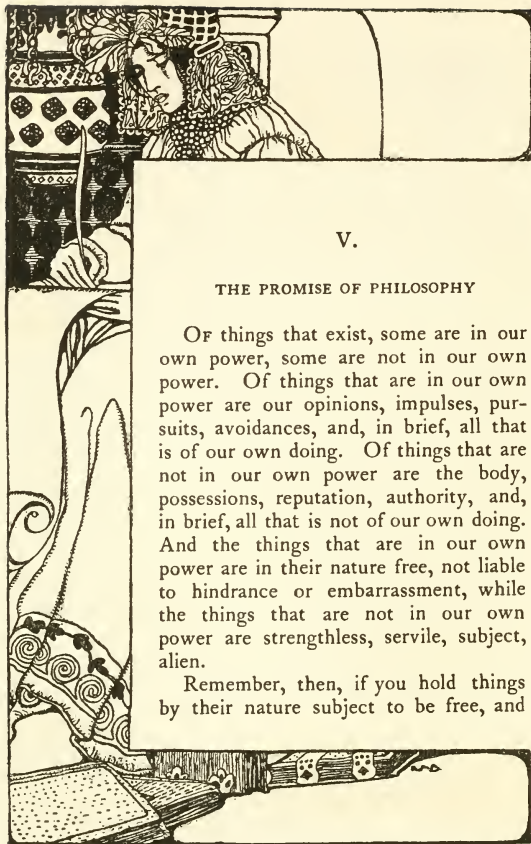 V.
THE PROMISE OF PHILOSOPHY
OF things that exist, some are in our
own power, some are not in our own
power. Of things that are in our own
power are our opinions, impulses, pur-
suits, avoidances, and, in brief, all that
is of our own doing. Of things that are
not in our own power are the body,
possessions, reputation, authority, and,
in brief, all that is not of our own doing.
And the things that are in our own
power are in their nature free, not liable
to hindrance or embarrassment, while
the things that are not in our own
power are strengthless, servile, subject,
alien.
Remember, then, if you hold things
by their nature subject to be free, and